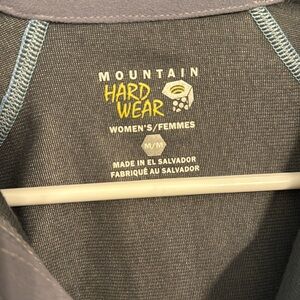 MOUNTAIN
HARD
WEAR
WOMEN'S/FEMMES
M/M
MADE IN EL SALVADOR
FABRIQUÉ AU SALVADOR